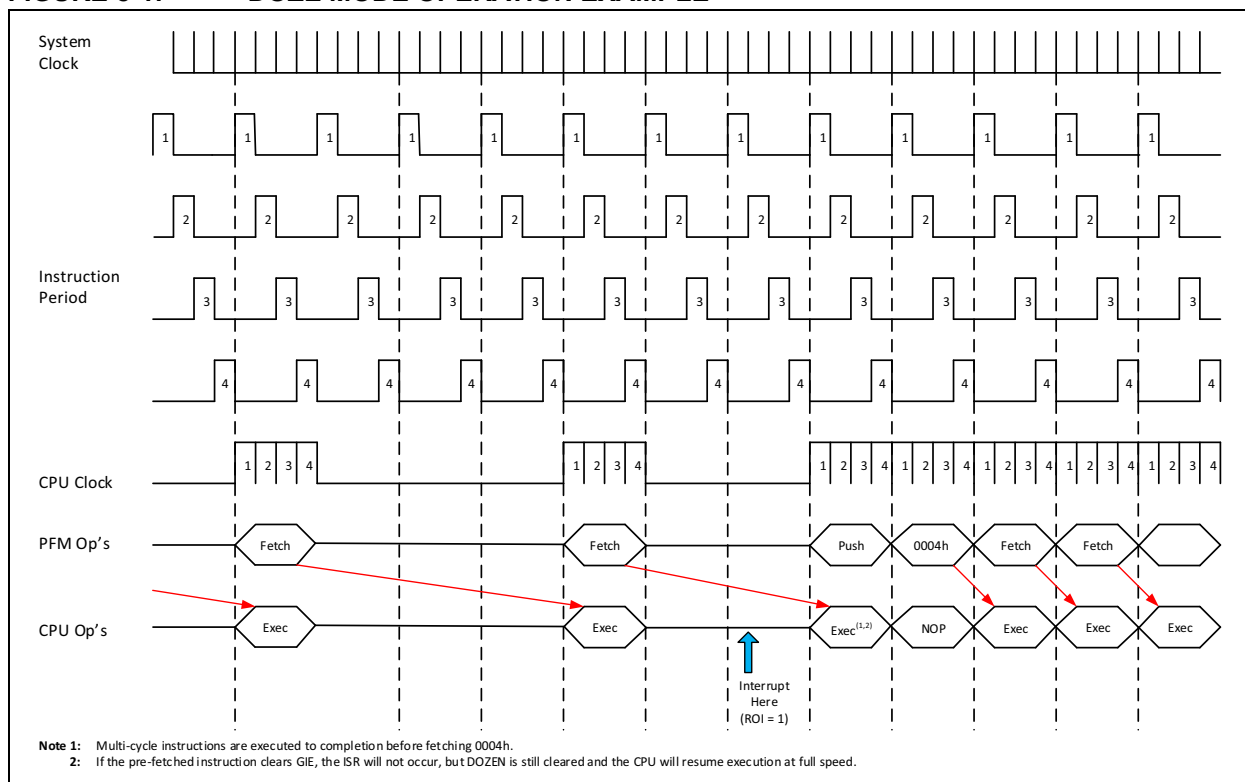 FIGURE DOZE MODE OPERATION EXAMPLE
System
Clock
1 1 1 1 1 1 1 1 1 1 1 1 1
2 2 2 2 2 2 2 2 2 2 2 2 2
Instruction
Period
3 3 3 3 3 3 3 3 3 3 3 3 3
4 4 4 4 4 4 4 4 4 4 4 4 4
CPU Clock 1 2 3 4 1 2 3 4 1 2 3 4 1 2 3 4 1 2 3 4 1 2 3 4 1 2 3 4
PFM Op's Fetch Fetch Push 0004h Fetch Fetch
CPU Op's Exec Exec Exec(1,2) NOP Exec Exec Exec
Interrupt
Here
(ROI = 1)
Note 1: Multi-cycle instructions are executed to completion before fetching 0004h.
2: If the pre-fetched instruction clears GIE, the ISR will not occur, but DOZEN is still cleared and the CPU will resume execution at full speed.